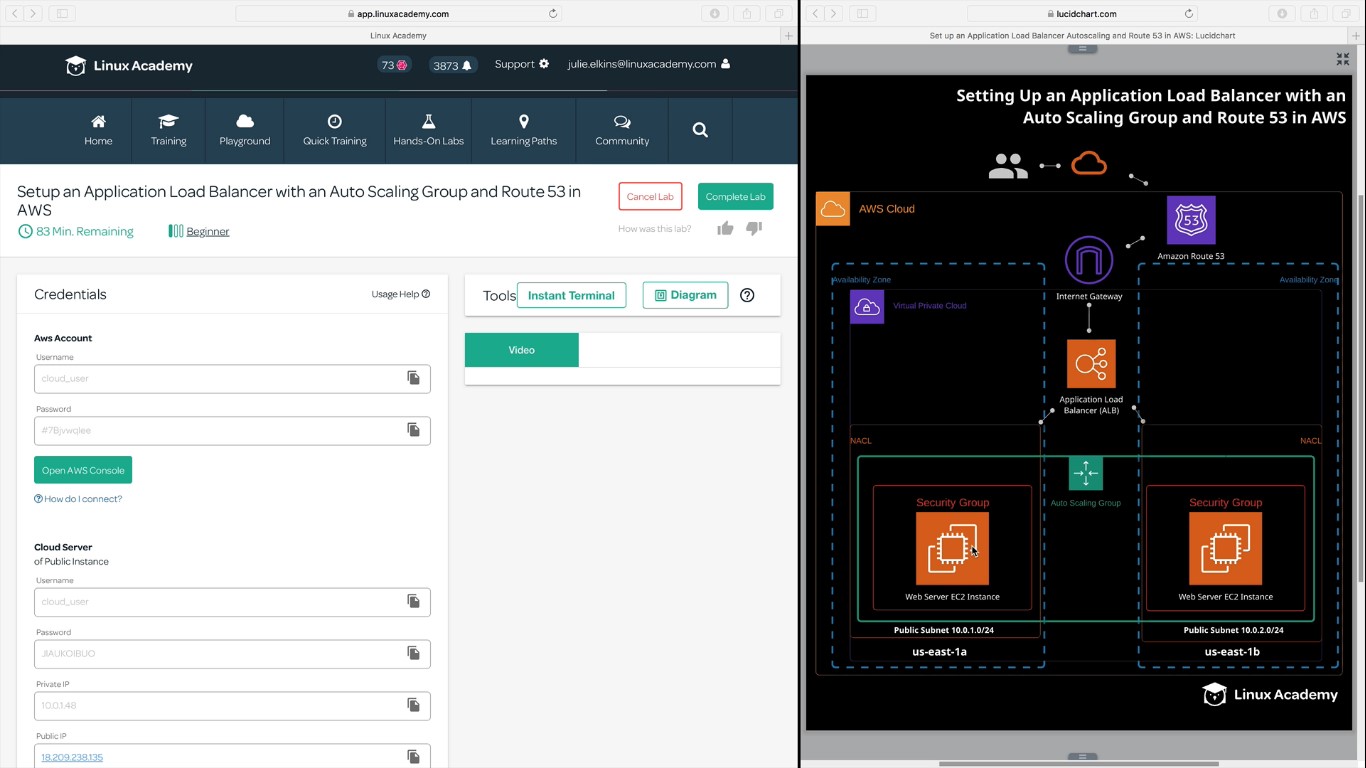 app.linuxacademy.com
Linux Academy
Linux Academy
73
3873
Support
julie.elkins@linuxacademy.com
Home
Training
Playground
Quick Training
Hands-On Labs
Learning Paths
Community
Setup an Application Load Balancer with an Auto Scaling Group and Route 53 in
AWS
Cancel Lab
Complete Lab
83 Min. Remaining
Beginner
How was this lab?
Credentials
Usage Help
Aws Account
Username
cloud_user
Password
#7Bjvwqlee
Open AWS Console
How do I connect?
Cloud Server
of Public Instance
Username
cloud_user
Password
JIAUKOIBUO
Private IP
10.0.1.48
Public IP
18.209.238.135
Tools
Instant Terminal
Diagram
Video
lucidchart.com
Set up an Application Load Balancer Autoscaling and Route 53 in AWS: Lucidchart
Setting Up an Application Load Balancer with an
Auto Scaling Group and Route 53 in AWS
AWS Cloud
53
Amazon Route 53
Availability Zone
Availability Zone
Internet Gateway
Virtual Private Cloud
Application Load
Balancer (ALB)
NACL
NACL
Security Group
Auto Scaling Group
Security Group
Web Server EC2 Instance
Web Server EC2 Instance
Public Subnet 10.0.1.0/24
Public Subnet 10.0.2.0/24
us-east-1a
us-east-1b
Linux Academy